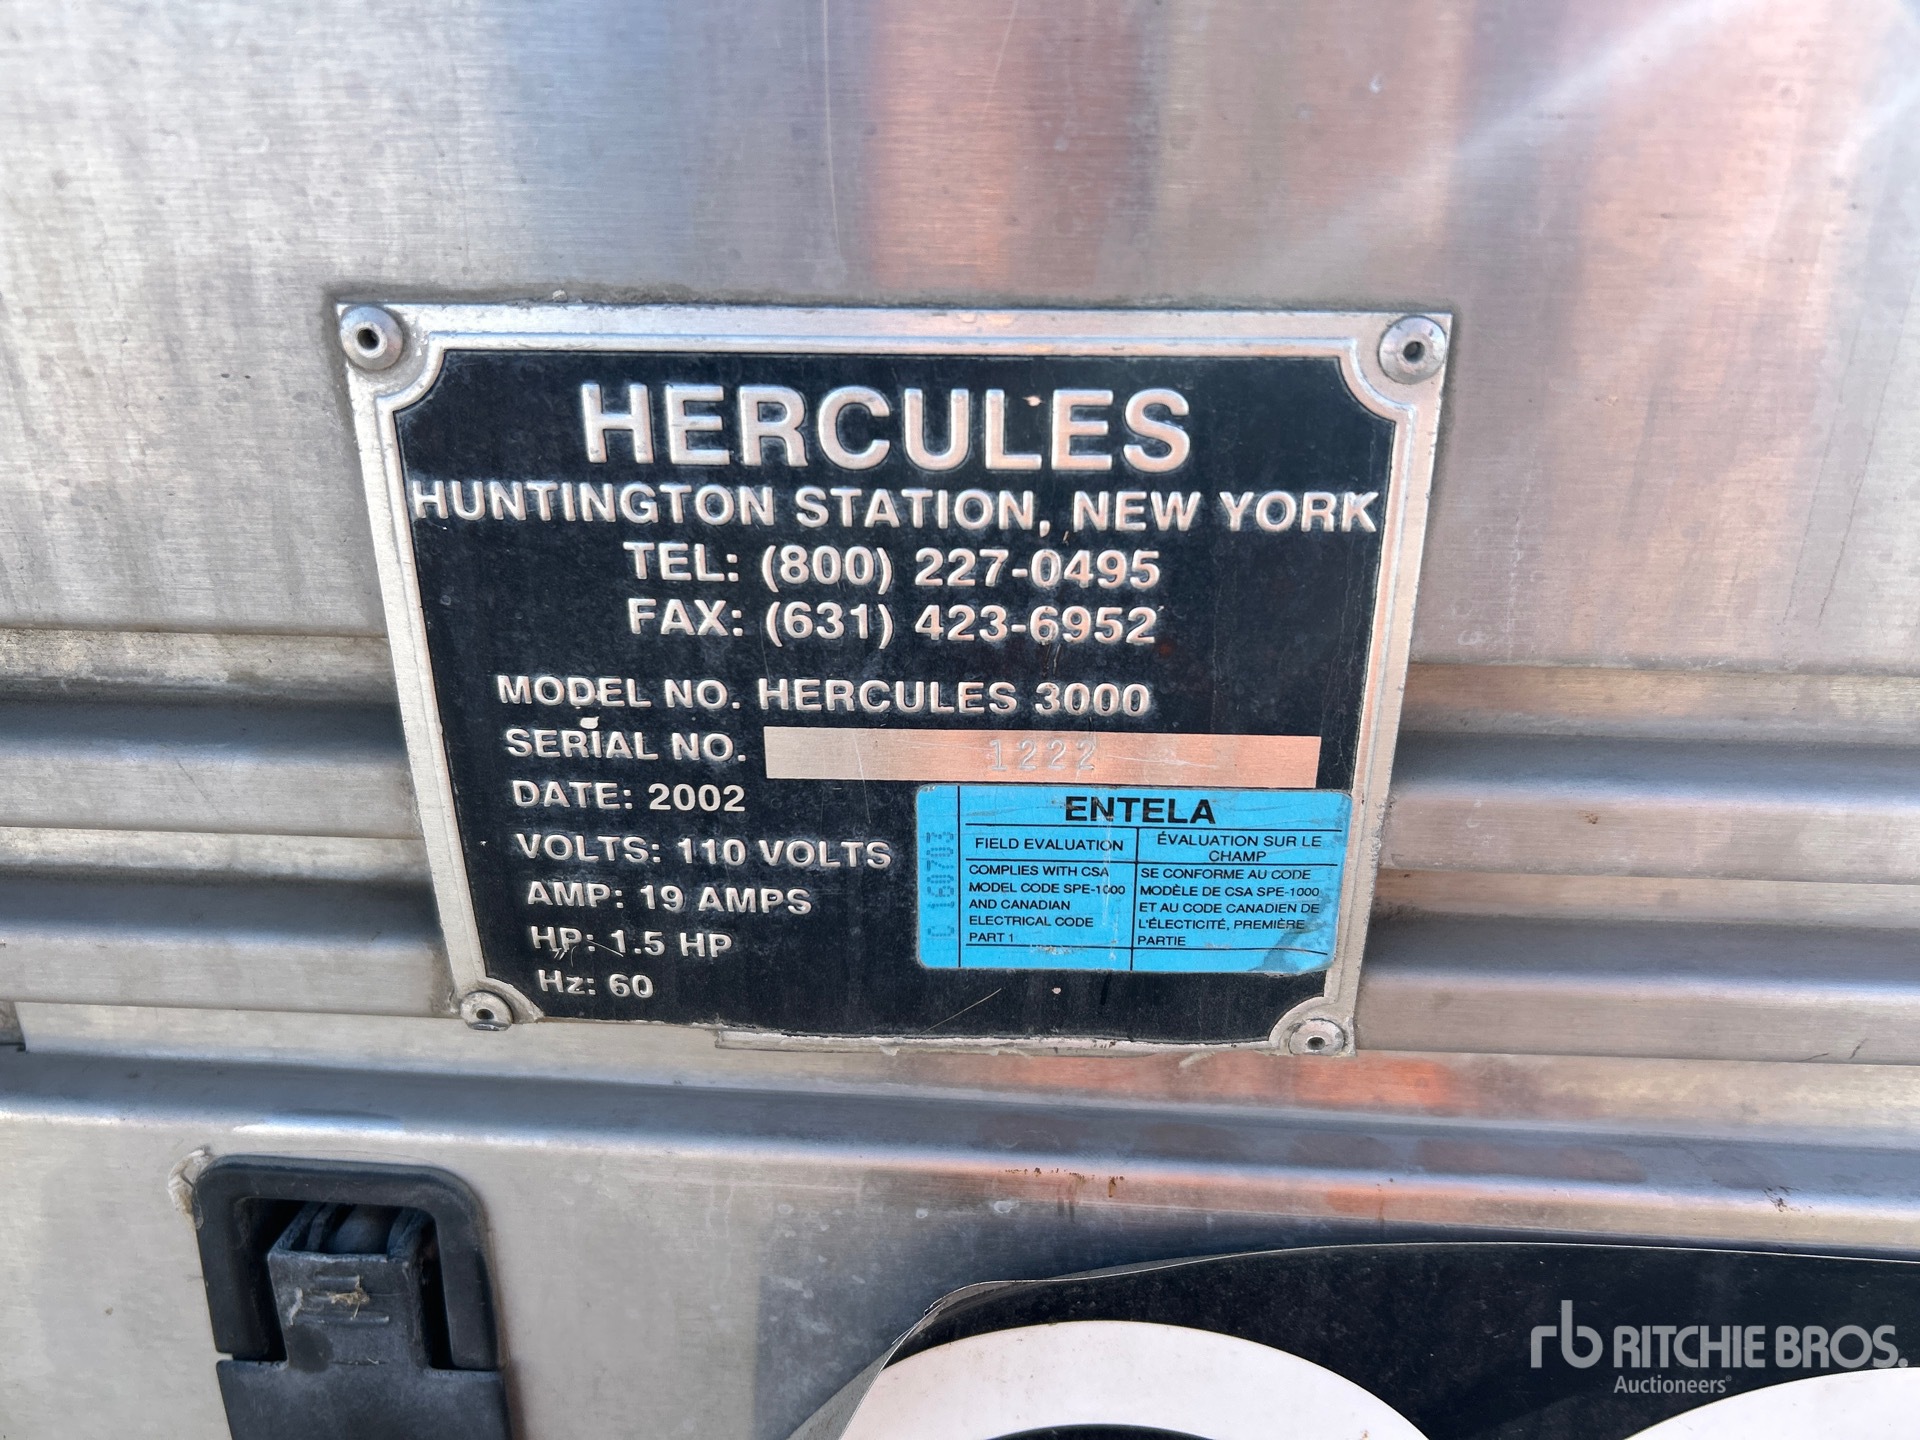 HERCULES
HUNTINGTON STATION, NEW YORK
TEL: (800) 227-0495
FAX: (631) 423-6952
MODEL NO. HERCULES 3000
SERIAL NO. 1222
DATE: 2002
VOLTS: 110 VOLTS
AMP: 19 AMPS
HP: 1.5 HP
Hz: 60
C 160703
ENTELA
FIELD EVALUATION
COMPLIES WITH CSA
MODEL CODE SPE-1000
AND CANADIAN
ELECTRICAL CODE
PART 1
ÉVALUATION SUR LE
CHAMP
SE CONFORME AU CODE
MODÈLE DE CSA SPE-1000
ET AU CODE CANADIEN DE
L'ÉLECTICITÉ, PREMIÈRE
PARTIE
rb RITCHIE BROS.
Auctioneers